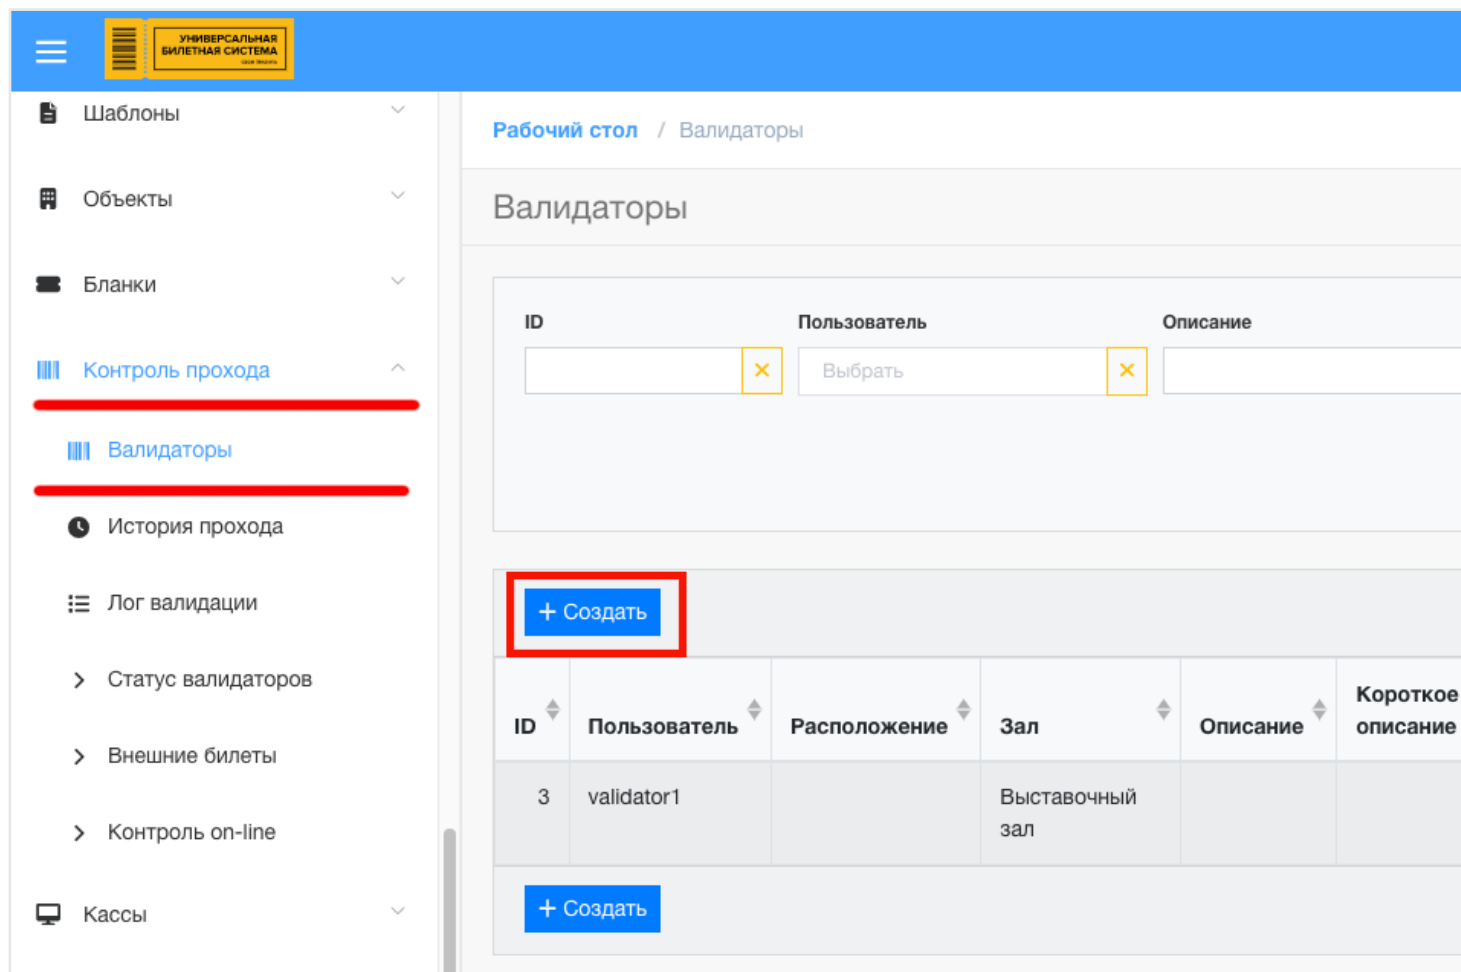 УНИВЕРСАЛЬНАЯ
БИЛЕТНАЯ СИСТЕМА
Шаблоны
Объекты
Бланки
Контроль прохода
Валидаторы
История прохода
Лог валидации
Статус валидаторов
Внешние билеты
Контроль on-line
Кассы
Рабочий стол / Валидаторы
Валидаторы
ID Пользователь Описание
Выбрать
+ Создать
ID Пользователь Расположение Зал Описание Короткое описание
3 validator1 Выставочный зал
+ Создать